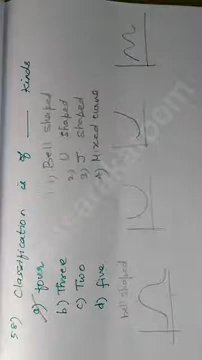 58) Classification is of ___ kinds
a) four
b) Three
c) Two
d) five
1) Bell shaped
2) U shaped
3) J shaped
4) Mixed curve
bell shaped